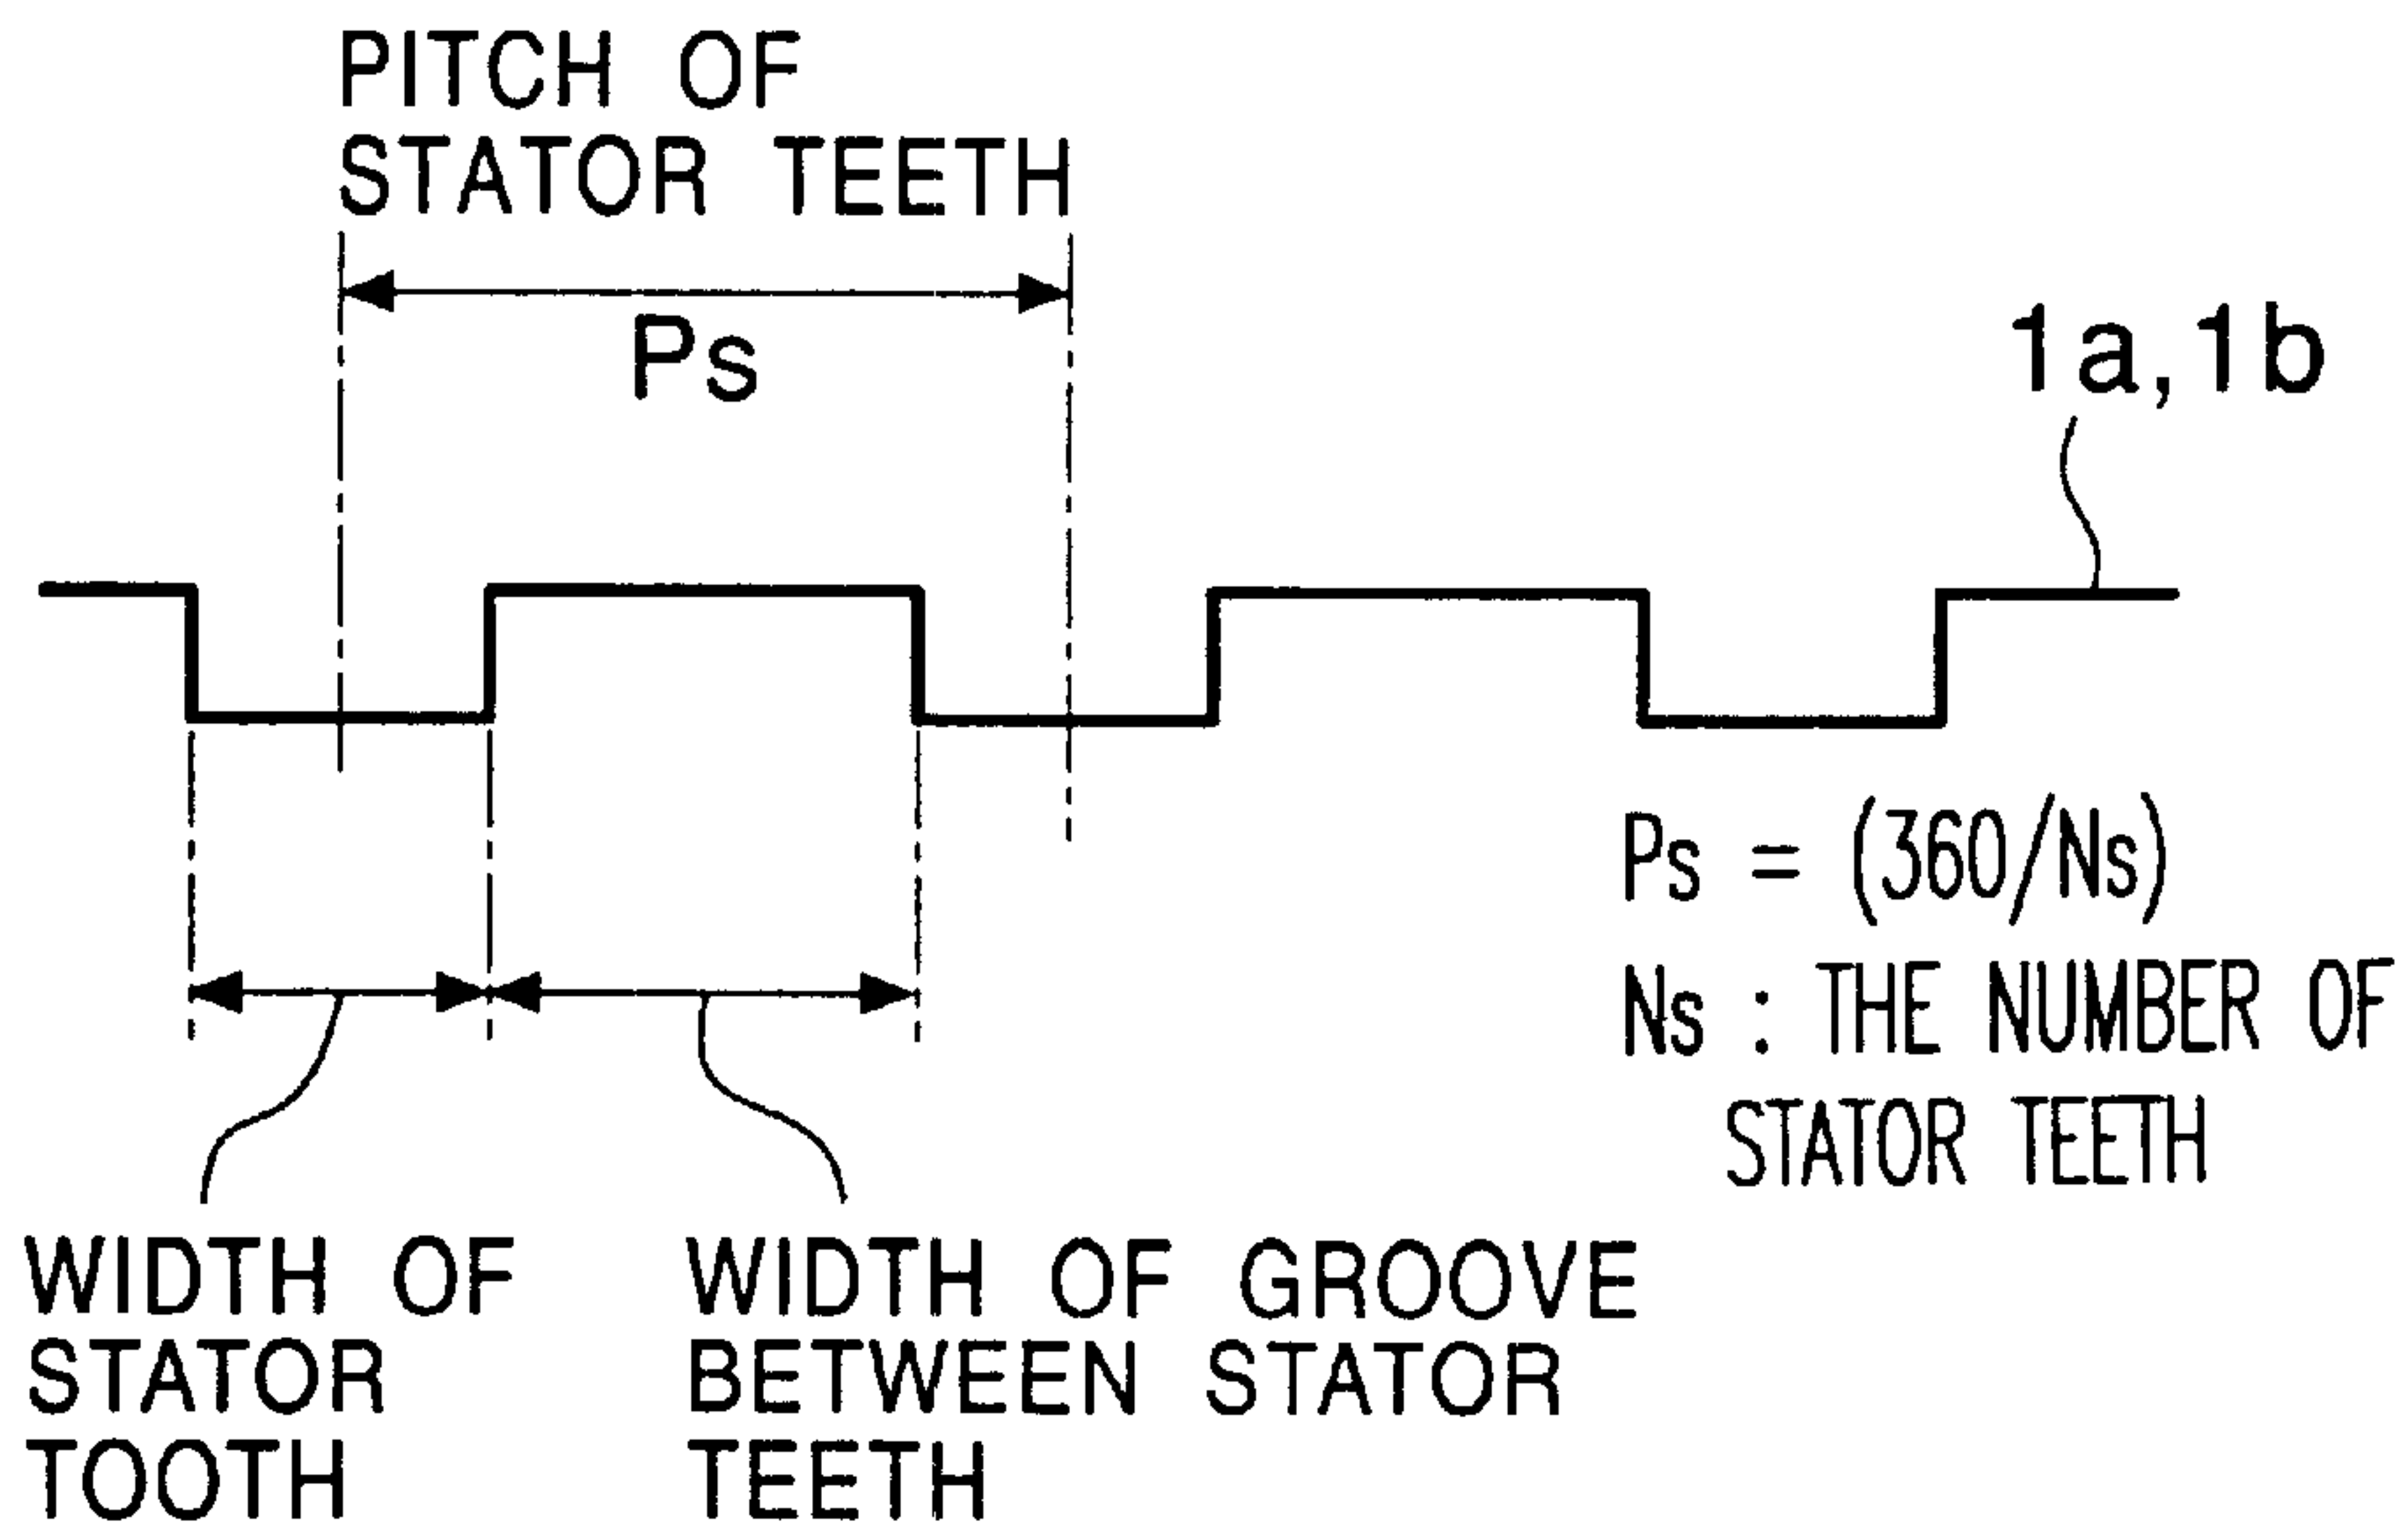 PITCH OF
STATOR TEETH
Ps
1a,1b
Ps = (360/Ns)
Ns : THE NUMBER OF
STATOR TEETH
WIDTH OF
STATOR
TOOTH
WIDTH OF GROOVE
BETWEEN STATOR
TEETH